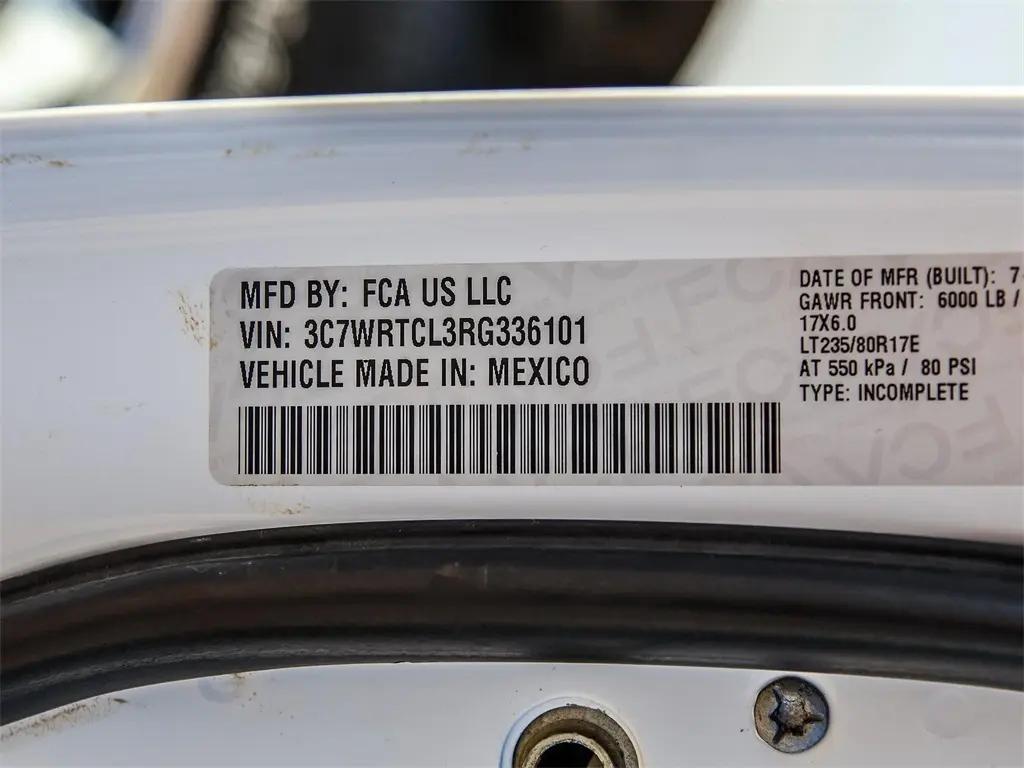 MFD BY: FCA US LLC
VIN: 3C7WRTCL3RG336101
VEHICLE MADE IN: MEXICO
DATE OF MFR (BUILT): 7-
GAWR FRONT: 6000 LB /
17X6.0
LT235/80R17E
AT 550 kPa / 80 PSI
TYPE: INCOMPLETE